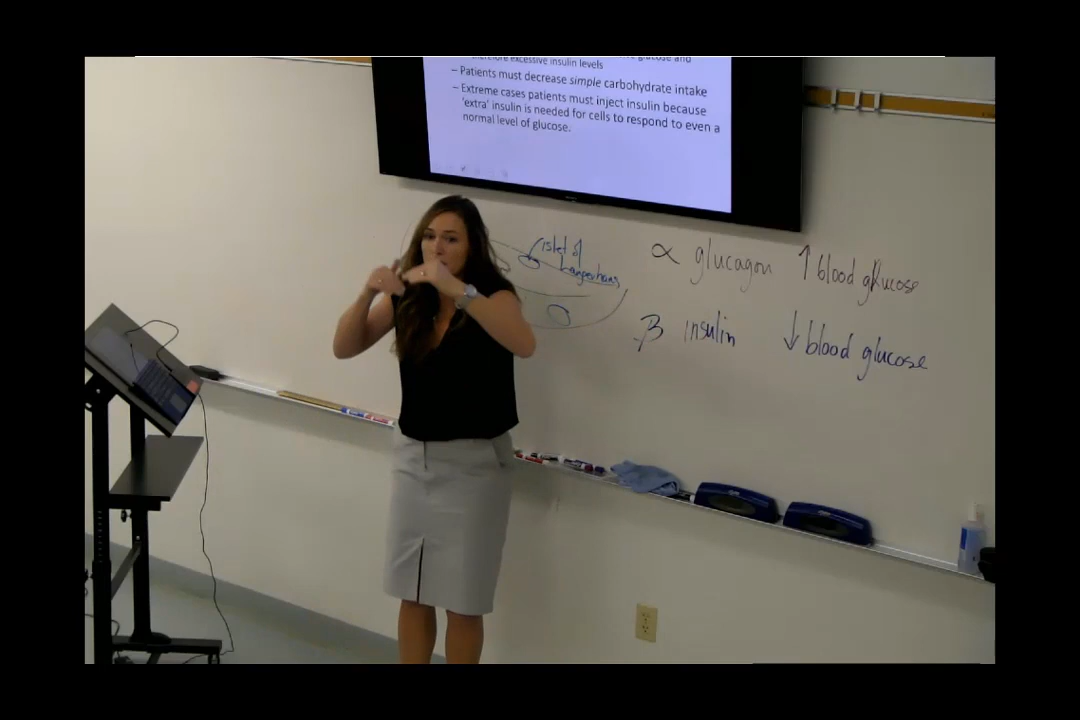 therefore excessive insulin levels
– Patients must decrease simple carbohydrate intake
– Extreme cases patients must inject insulin because
'extra' insulin is needed for cells to respond to even a
normal level of glucose.
islet of
∝ glucagon ↑ blood glucose
β insulin ↓ blood glucose